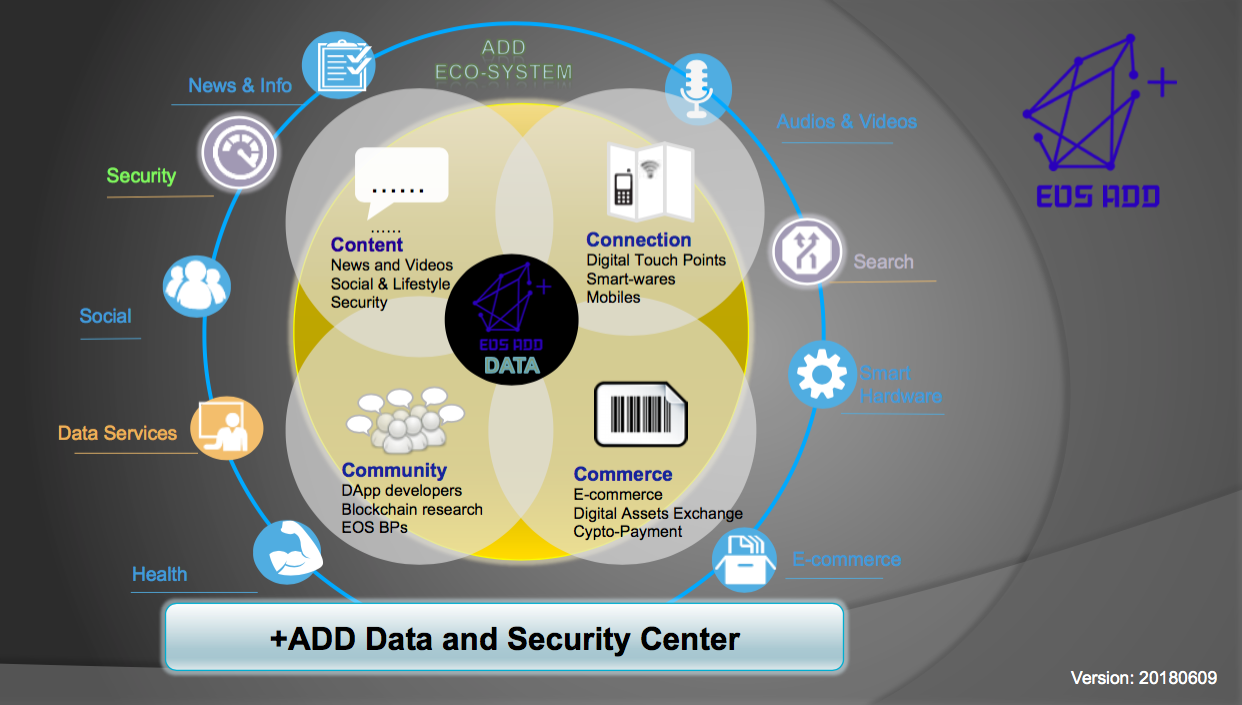 ADD
ECO-SYSTEM
News & Info
Audios & Videos
EOS ADD
Security
......
......
Content
News and Videos
Social & Lifestyle
Security
Connection
Digital Touch Points
Smart-wares
Mobiles
Search
Social
EOS ADD
DATA
Smart
Hardware
Data Services
Community
DApp developers
Blockchain research
EOS BPs
Commerce
E-commerce
Digital Assets Exchange
Cypto-Payment
E-commerce
Health
+ADD Data and Security Center
Version: 20180609